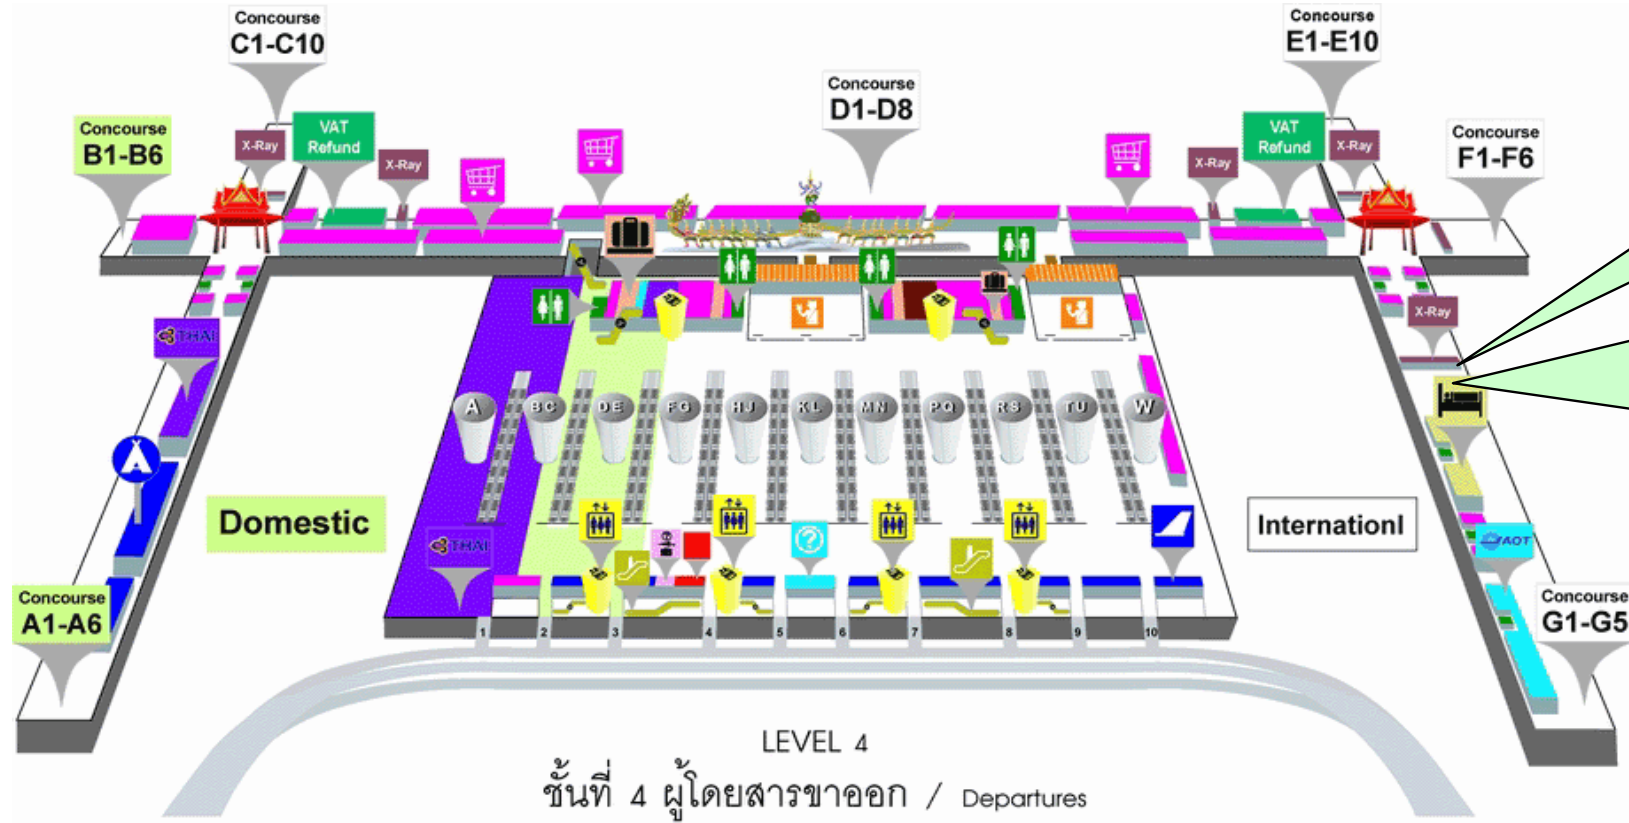 Concourse
C1-C10
Concourse
E1-E10
Concourse
D1-D8
Concourse
B1-B6
X-Ray
VAT
Refund
X-Ray
X-Ray
VAT
Refund
X-Ray
Concourse
F1-F6
THAI
X-Ray
A
BC
DE
FG
HJ
KL
MN
PQ
RS
TU
W
Domestic
Internationl
THAI
?
AOT
Concourse
A1-A6
Concourse
G1-G5
1
2
3
4
5
6
7
8
9
10
LEVEL 4
ชั้นที่ 4 ผู้โดยสารขาออก / Departures